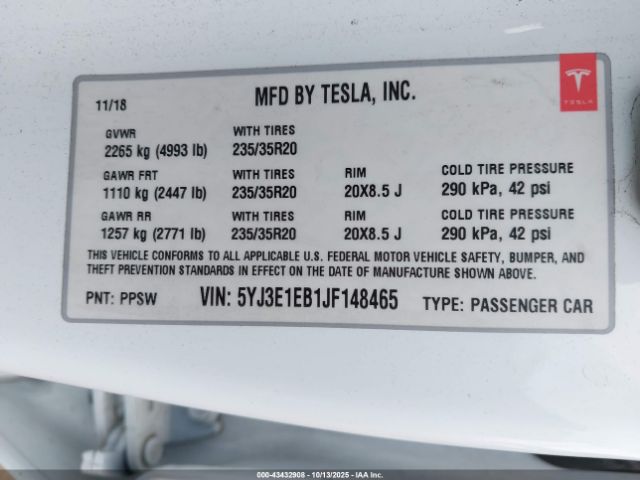 11/18 MFD BY TESLA, INC.
TESLA
GVWR WITH TIRES
2265 kg (4993 lb) 235/35R20
GAWR FRT WITH TIRES RIM COLD TIRE PRESSURE
1110 kg (2447 lb) 235/35R20 20X8.5 J 290 kPa, 42 psi
GAWR RR WITH TIRES RIM COLD TIRE PRESSURE
1257 kg (2771 lb) 235/35R20 20X8.5 J 290 kPa, 42 psi
THIS VEHICLE CONFORMS TO ALL APPLICABLE U.S. FEDERAL MOTOR VEHICLE SAFETY, BUMPER, AND
THEFT PREVENTION STANDARDS IN EFFECT ON THE DATE OF MANUFACTURE SHOWN ABOVE.
PNT: PPSW VIN: 5YJ3E1EB1JF148465 TYPE: PASSENGER CAR
000-43432908 - 10/13/2025 - IAAC.